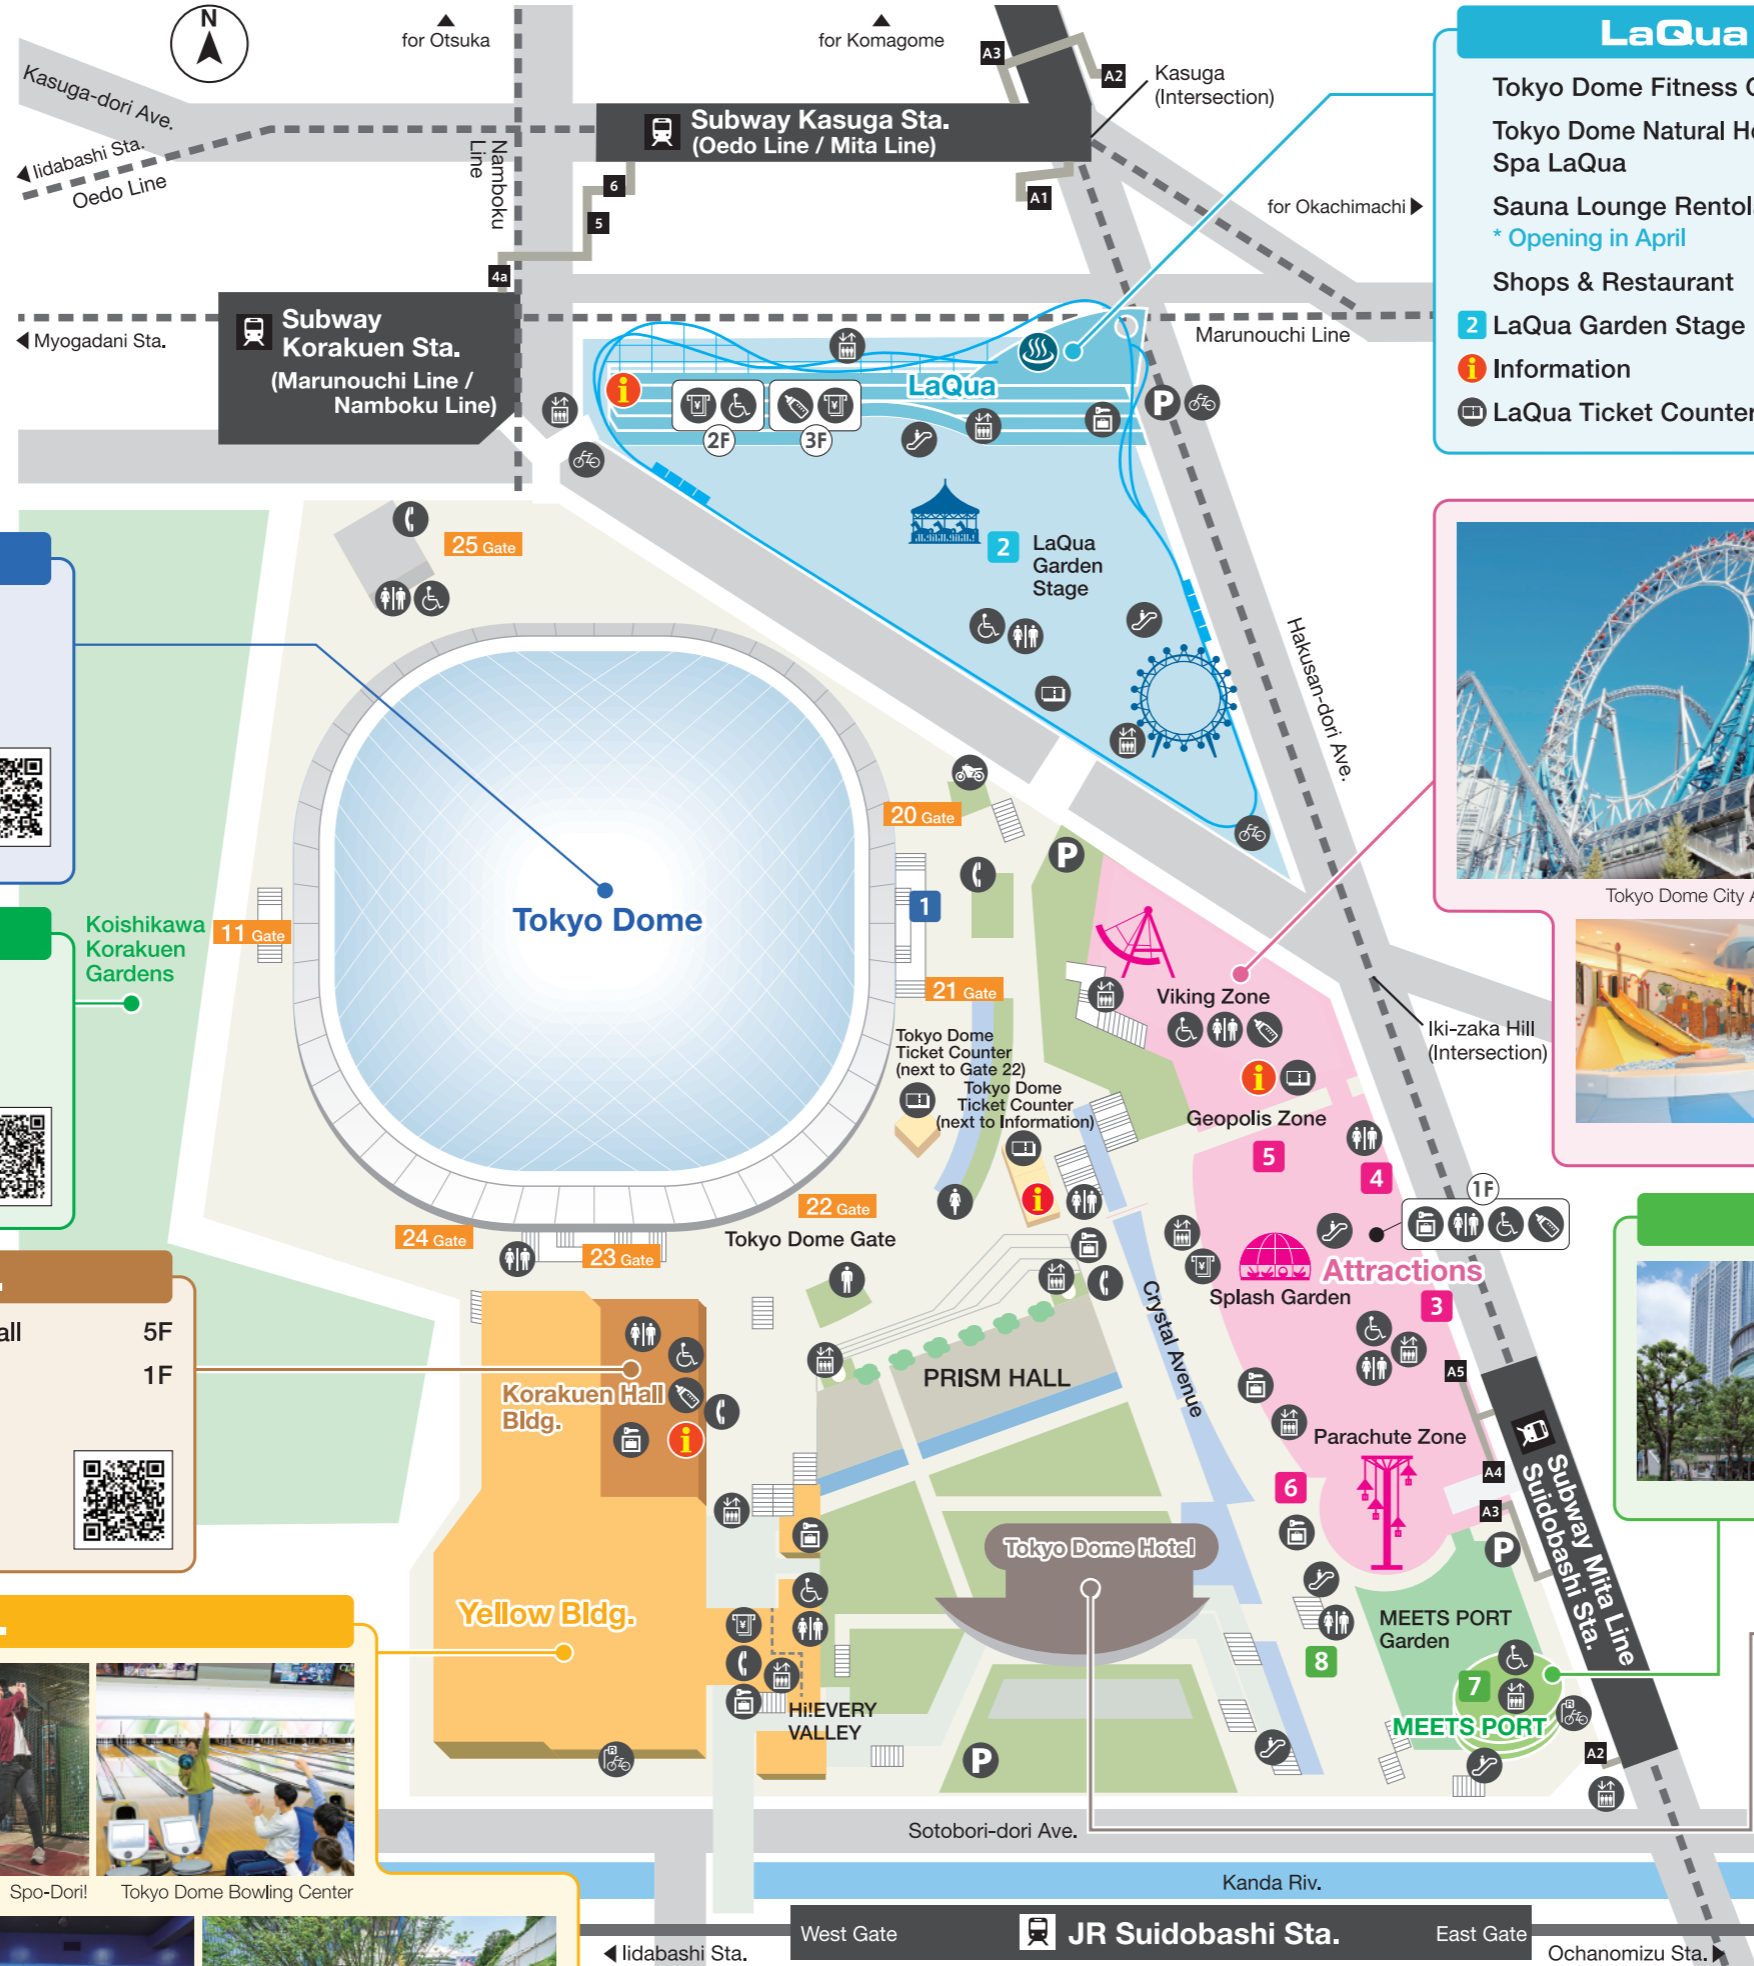 N
for Otsuka
for Komagome
A3
A2
Kasuga
(Intersection)
Kasuga-dori Ave.
Iidabashi Sta.
Oedo Line
Namboku
Line
Subway Kasuga Sta.
(Oedo Line / Mita Line)
6
5
4a
A1
for Okachimachi
LaQua
Tokyo Dome Fitness
Tokyo Dome Natural
Spa LaQua
Sauna Lounge
* Opening in April
Shops & Restaurant
2 LaQua Garden Stage
i Information
LaQua Ticket Counter
Myogadani Sta.
Subway
Korakuen Sta.
(Marunouchi Line /
Namboku Line)
Marunouchi Line
i
LaQua
2F
3F
P
25 Gate
2
LaQua
Garden
Stage
Hakusan-dori Ave.
20 Gate
P
1
Tokyo Dome
Koishikawa
Korakuen
Gardens
11 Gate
21 Gate
Viking Zone
Tokyo Dome City
Iki-zaka Hill
(Intersection)
Tokyo Dome
Ticket Counter
(next to Gate 22)
Tokyo Dome
Ticket Counter
(next to Information)
i
Geopolis Zone
5
4
1F
i
22 Gate
Tokyo Dome Gate
24 Gate
23 Gate
Attractions
Splash Garden
3
Crystal Avenue
5F
1F
PRISM HALL
A5
Korakuen Hall
Bldg.
i
Parachute Zone
Subway Mita Line
Suidobashi Sta.
6
A4
A3
P
Tokyo Dome Hotel
Yellow Bldg.
MEETS PORT
Garden
8
7
MEETS PORT
Hi!EVERY
VALLEY
P
A2
Sotobori-dori Ave.
Spo-Dori!
Tokyo Dome Bowling Center
Kanda Riv.
West Gate
JR Suidobashi Sta.
East Gate
Iidabashi Sta.
Ochanomizu Sta.